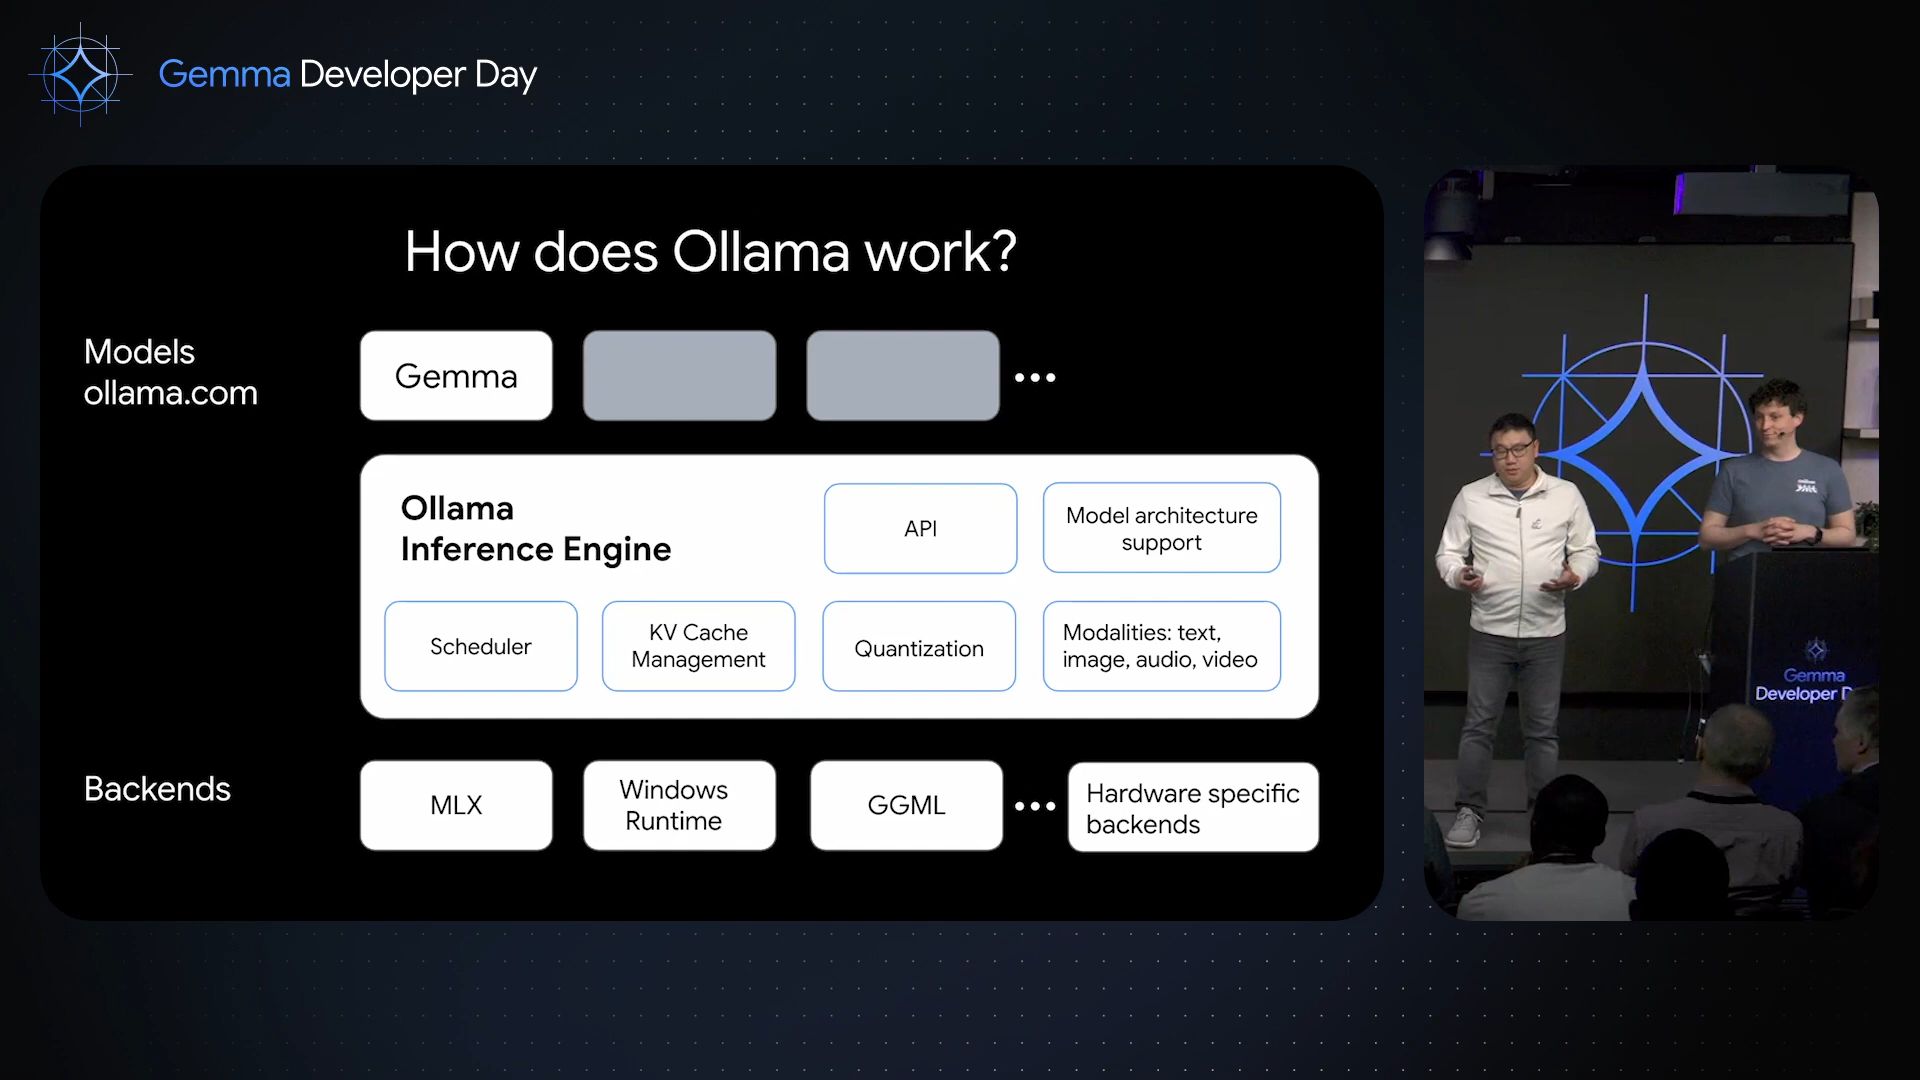 Gemma Developer Day
How does Ollama work?
Models
ollama.com
Gemma
Ollama
Inference Engine
API
Model architecture
support
Scheduler
KV Cache
Management
Quantization
Modalities: text,
image, audio, video
Backends
MLX
Windows
Runtime
GGML
Hardware specific
backends
Gemma
Developer D